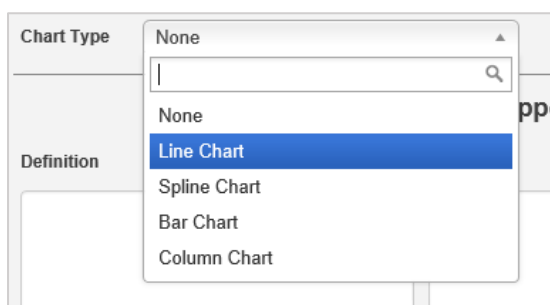 Chart Type None
None
Line Chart
Definition
Spline Chart
Bar Chart
Column Chart